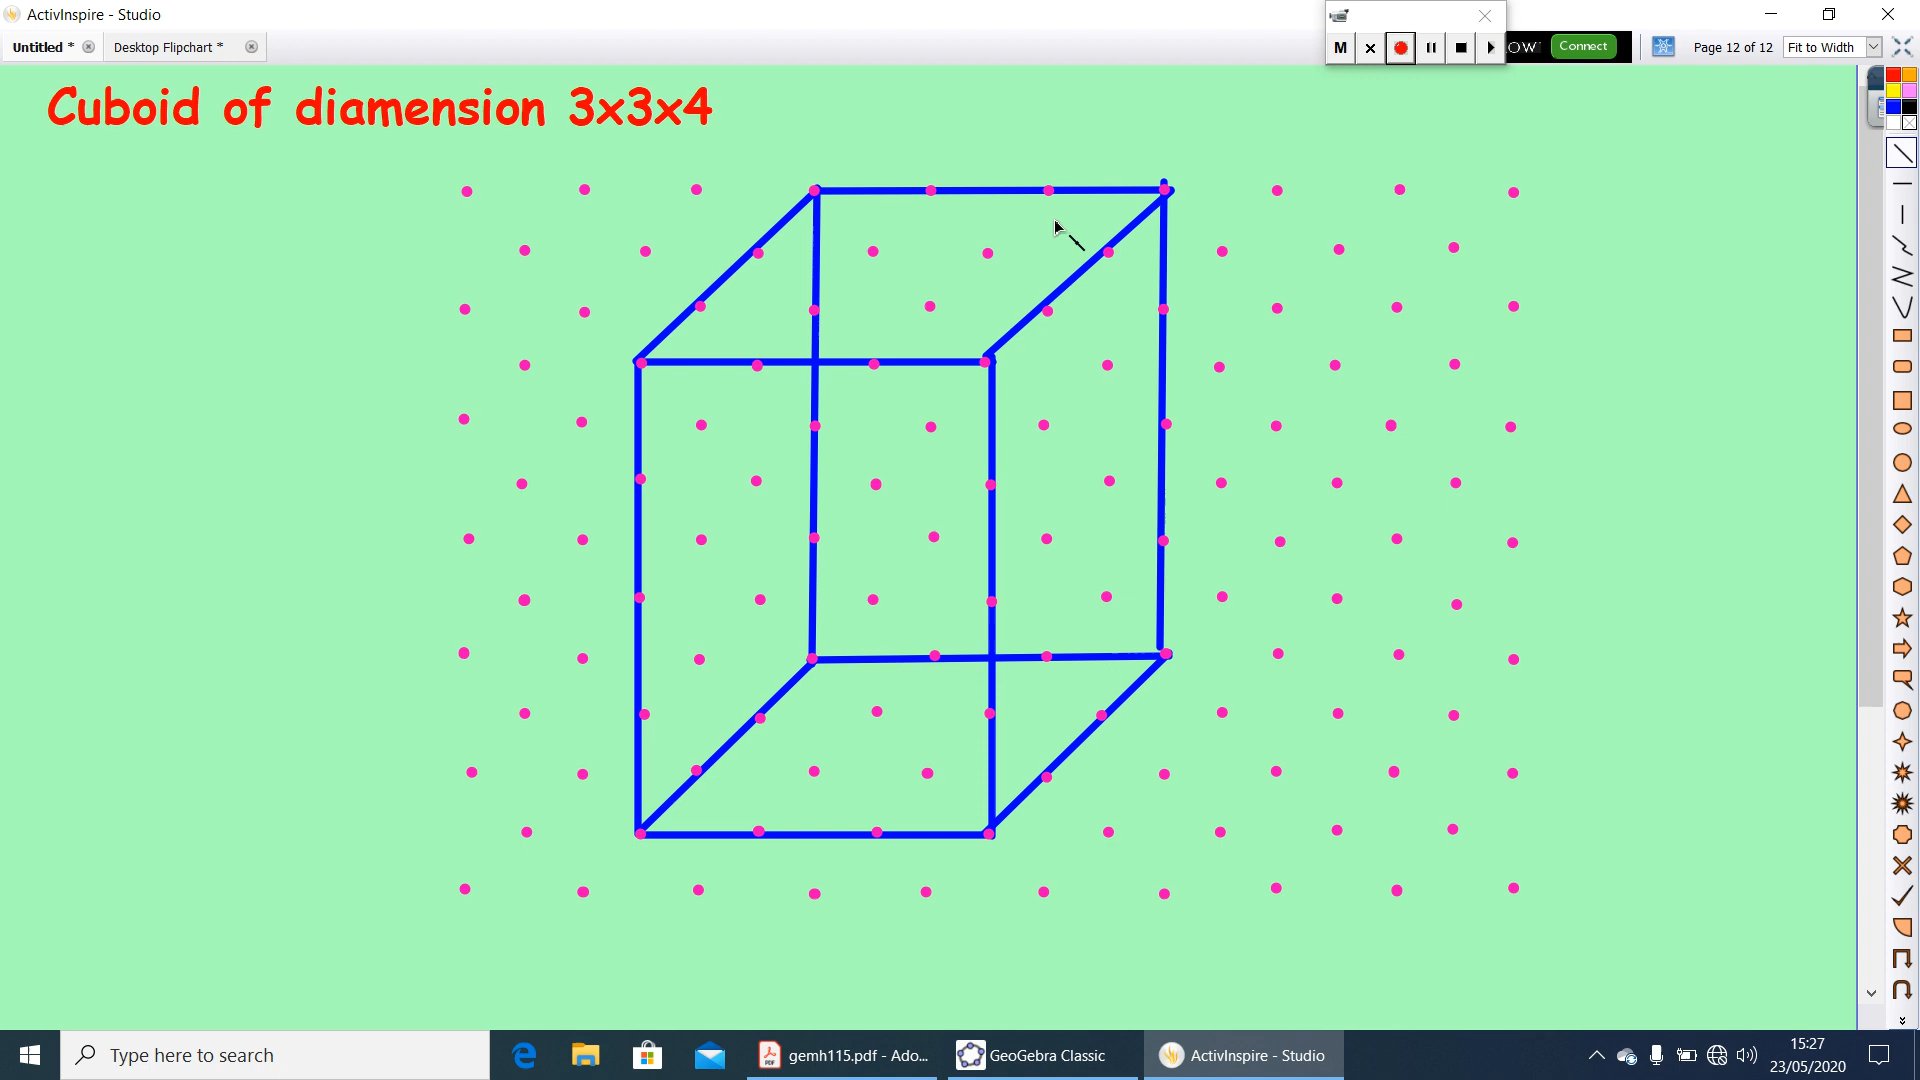 ActivInspire - Studio
Untitled * Desktop Flipchart *
M Connect Page 12 of 12 Fit to Width
Cuboid of diamension 3x3x4
Type here to search
gemh115.pdf - Ado...
GeoGebra Classic
ActivInspire - Studio
15:27
23/05/2020